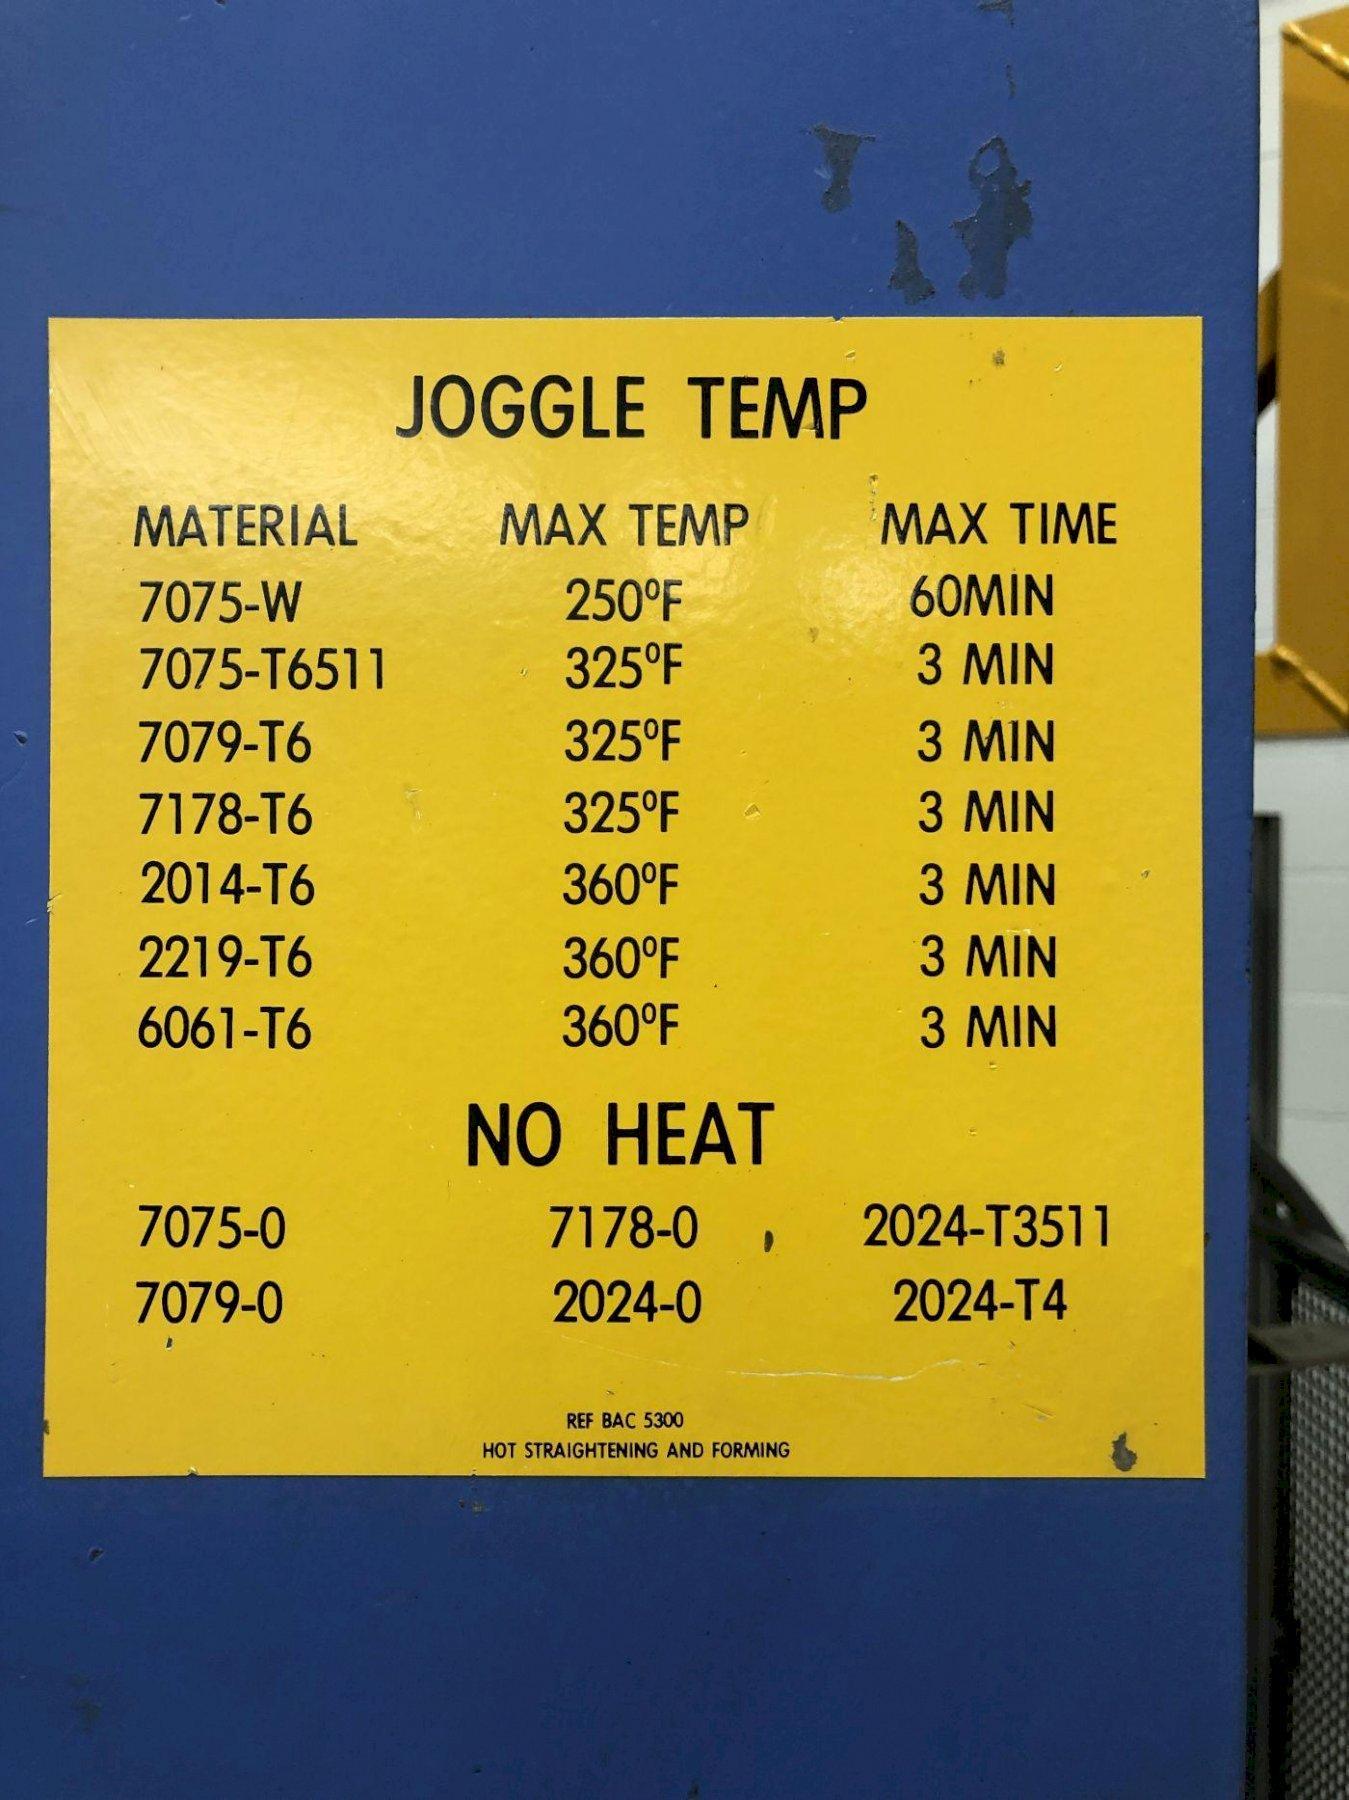 JOGGLE TEMP
MATERIAL MAX TEMP MAX TIME
7075-W 250°F 60MIN
7075-T6511 325°F 3 MIN
7079-T6 325°F 3 MIN
7178-T6 325°F 3 MIN
2014-T6 360°F 3 MIN
2219-T6 360°F 3 MIN
6061-T6 360°F 3 MIN
NO HEAT
7075-0 7178-0 2024-T3511
7079-0 2024-0 2024-T4
REF BAC 5300
HOT STRAIGHTENING AND FORMING